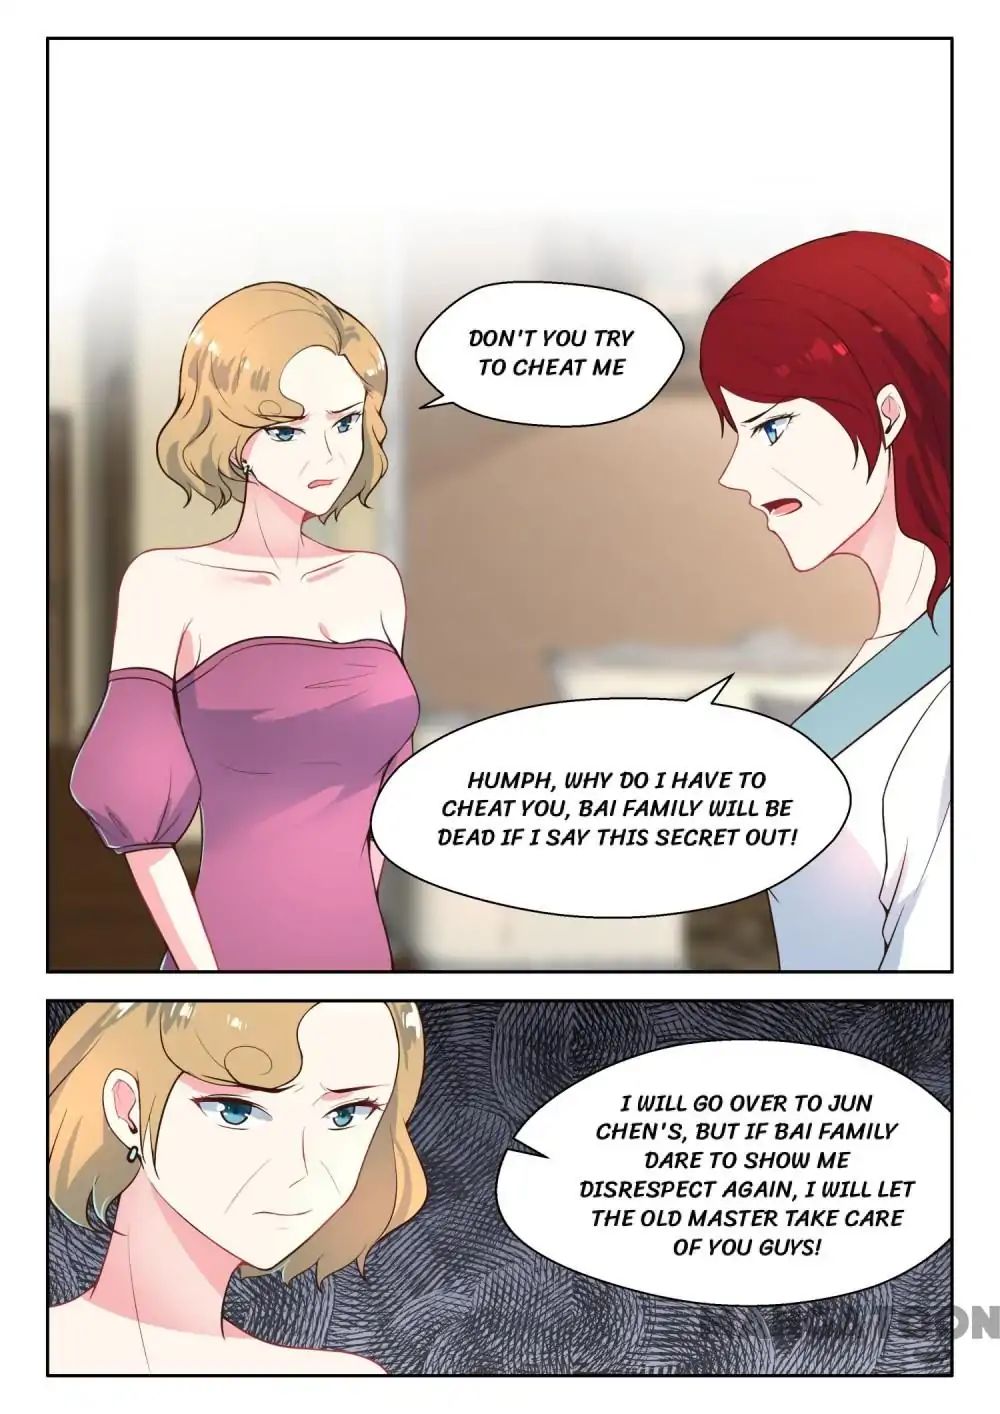 DON'T YOU TRY
TO CHEAT ME
HUMPH, WHY DO I HAVE TO
CHEAT YOU, BAI FAMILY WILL BE
DEAD IF I SAY THIS SECRET OUT!
I WILL GO OVER TO JUN
CHEN'S, BUT IF BAI FAMILY
DARE TO SHOW ME
DISRESPECT AGAIN, I WILL LET
THE OLD MASTER TAKE CARE
OF YOU GUYS!
MANGATOON